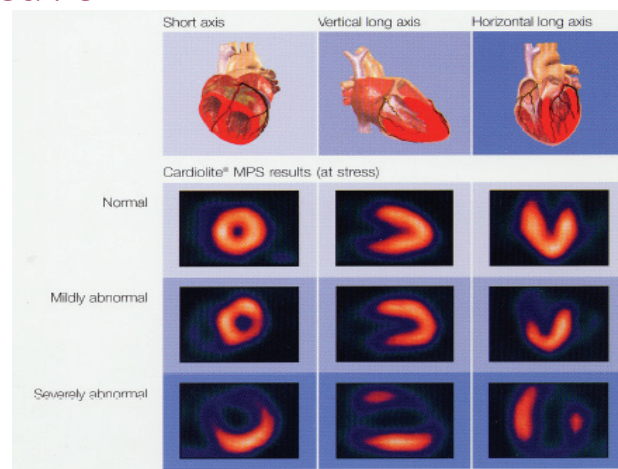 Short axis Vertical long axis Horizontal long axis
Cardiolite® MPS results (at stress)
Normal
Mildly abnormal
Severely abnormal